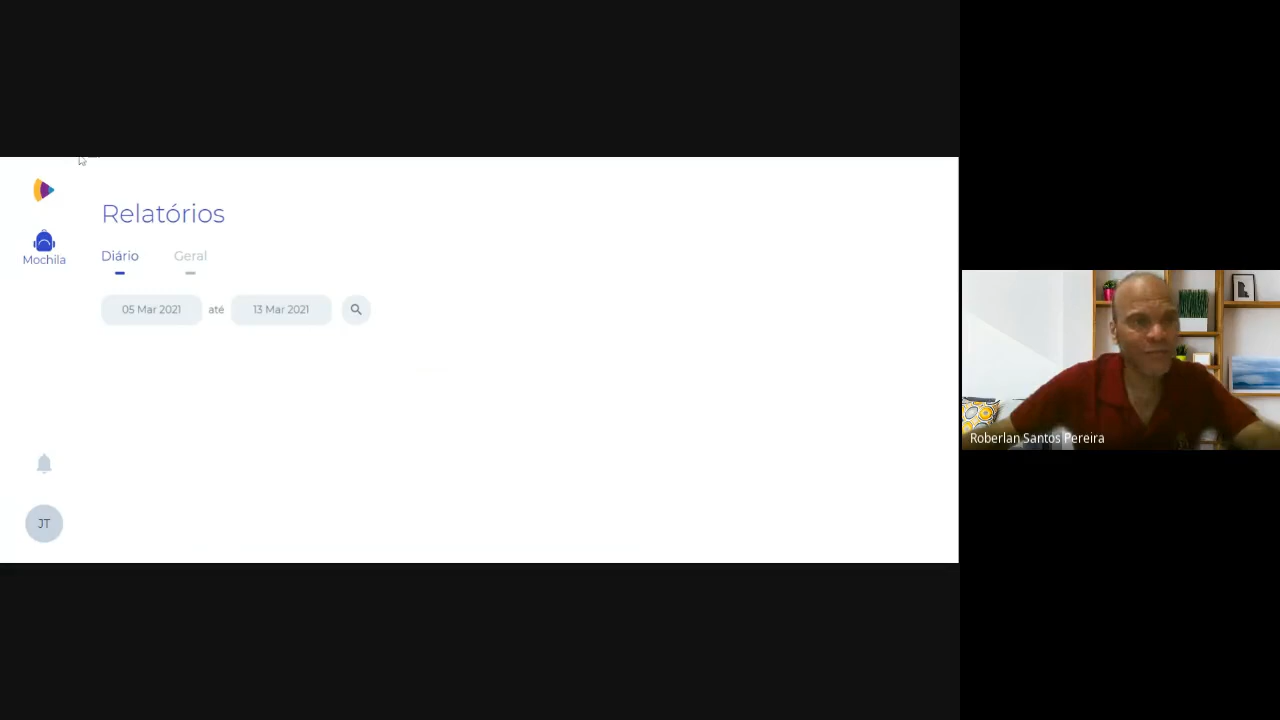 Relatórios
Mochila
Diário Geral
05 Mar 2021 até 13 Mar 2021
JT
Roberlan Santos Pereira